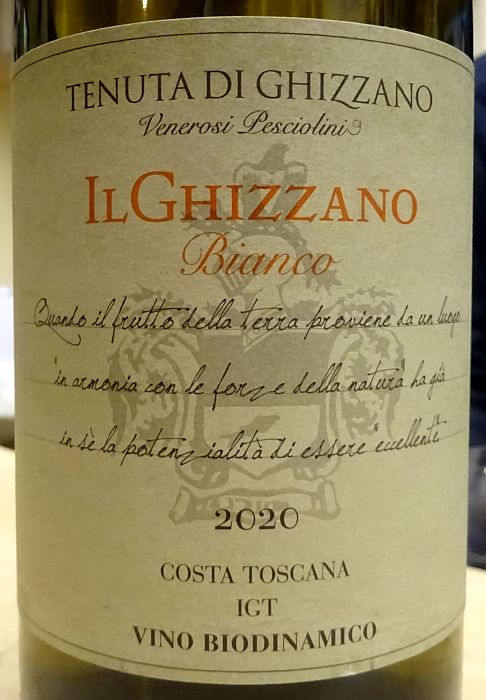 TENUTA DI GHIZZANO
Venerosi Pesciolini
IL GHIZZANO
Bianco
Quando il frutto della terra proviene da un luogo
"in armonia con le forze della natura" ha già
in sè la potenzialità di essere "eccellente"
2020
COSTA TOSCANA
IGT
VINO BIODINAMICO